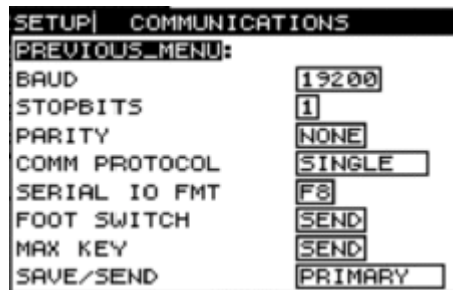 SETUP| COMMUNICATIONS
PREVIOUS_MENU:
BAUD 19200
STOPBITS 1
PARITY NONE
COMM PROTOCOL SINGLE
SERIAL IO FMT F8
FOOT SWITCH SEND
MAX KEY SEND
SAVE/SEND PRIMARY